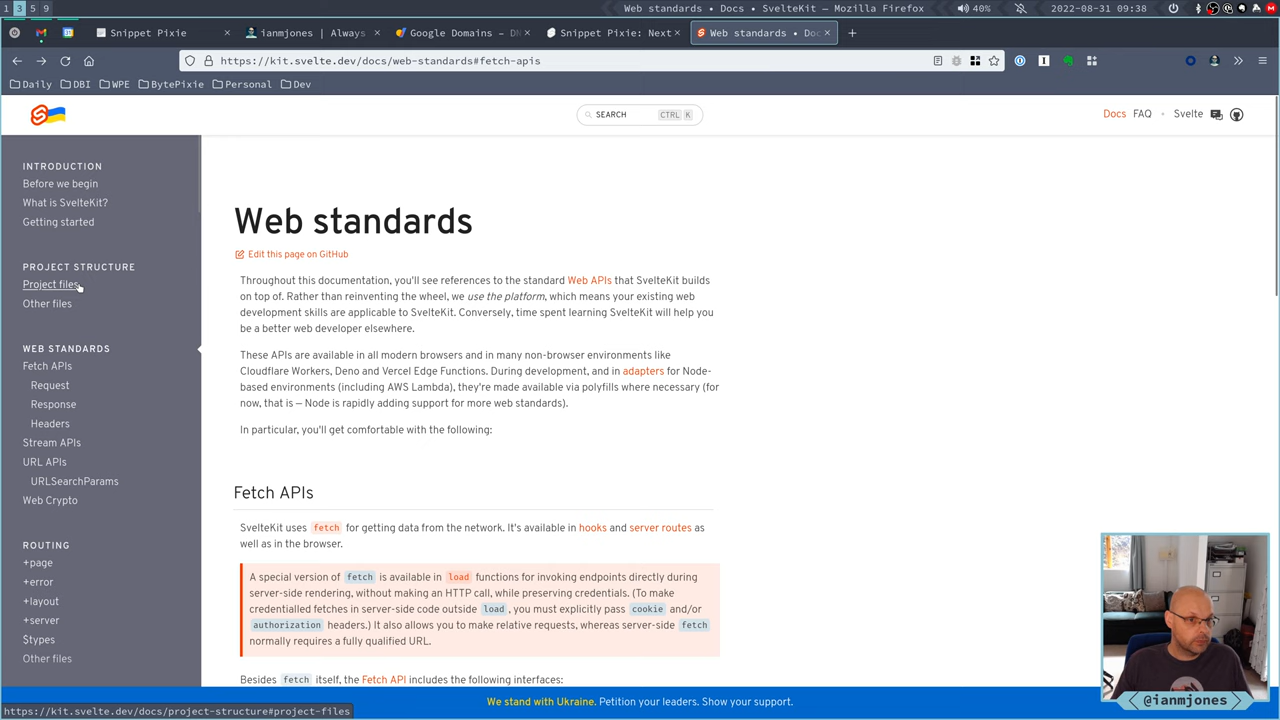 1 3 5 9
Web standards • Docs • SvelteKit — Mozilla Firefox
40%
2022-08-31 09:38
Snippet Pixie
ianmjones | Always
Google Domains – DN
Snippet Pixie: Next
Web standards • Doc
https://kit.svelte.dev/docs/web-standards#fetch-apis
Daily
DBI
WPE
BytePixie
Personal
Dev
SEARCH
CTRL K
Docs
FAQ
Svelte
INTRODUCTION
Before we begin
What is SvelteKit?
Getting started
PROJECT STRUCTURE
Project files
Other files
WEB STANDARDS
Fetch APIs
Request
Response
Headers
Stream APIs
URL APIs
URLSearchParams
Web Crypto
ROUTING
+page
+error
+layout
+server
$types
Other files
Web standards
Edit this page on GitHub
Throughout this documentation, you'll see references to the standard Web APIs that SvelteKit builds
on top of. Rather than reinventing the wheel, we use the platform, which means your existing web
development skills are applicable to SvelteKit. Conversely, time spent learning SvelteKit will help you
be a better web developer elsewhere.
These APIs are available in all modern browsers and in many non-browser environments like
Cloudflare Workers, Deno and Vercel Edge Functions. During development, and in adapters for Node-
based environments (including AWS Lambda), they're made available via polyfills where necessary (for
now, that is — Node is rapidly adding support for more web standards).
In particular, you'll get comfortable with the following:
Fetch APIs
SvelteKit uses fetch for getting data from the network. It's available in hooks and server routes as
well as in the browser.
A special version of fetch is available in load functions for invoking endpoints directly during
server-side rendering, without making an HTTP call, while preserving credentials. (To make
credentialled fetches in server-side code outside load, you must explicitly pass cookie and/or
authorization headers.) It also allows you to make relative requests, whereas server-side fetch
normally requires a fully qualified URL.
Besides fetch itself, the Fetch API includes the following interfaces:
We stand with Ukraine. Petition your leaders. Show your support.
https://kit.svelte.dev/docs/project-structure#project-files
@ianmjones